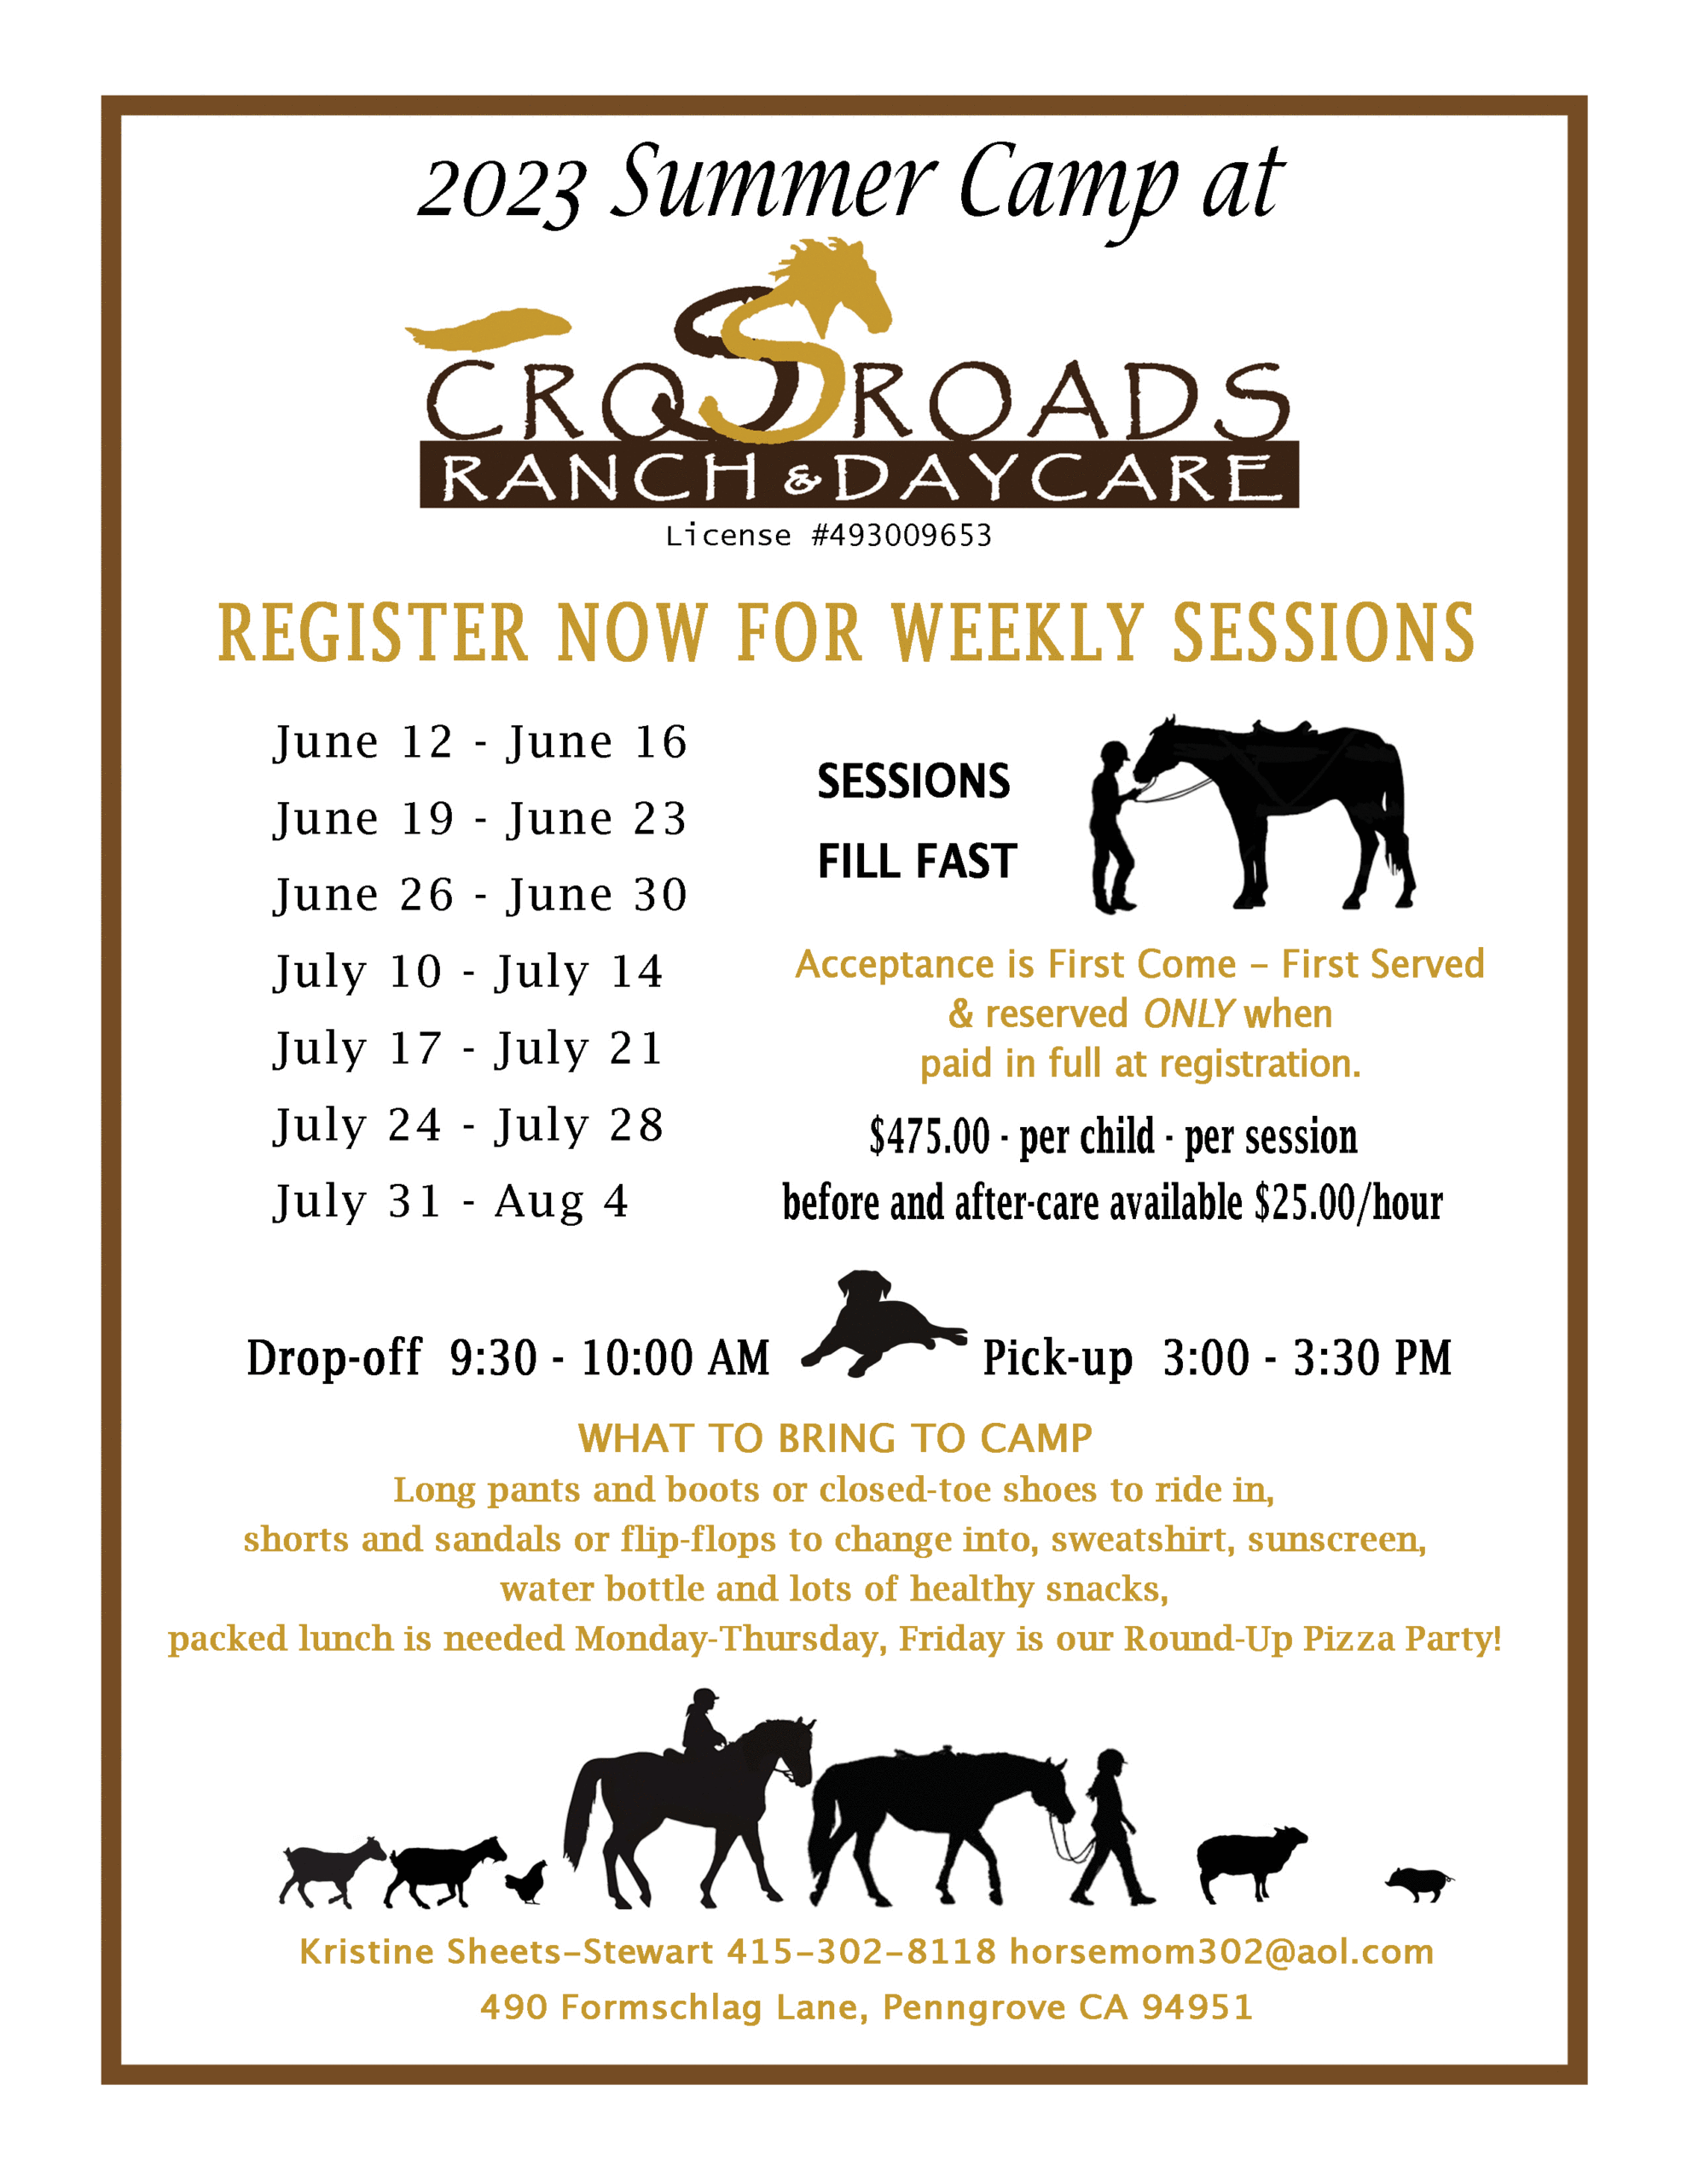 2023 Summer Camp at
CROSSROADS
RANCH & DAYCARE
License #493009653
REGISTER NOW FOR WEEKLY SESSIONS
June 12 - June 16
June 19 - June 23
June 26 - June 30
July 10 - July 14
July 17 - July 21
July 24 - July 28
July 31 - Aug 4
SESSIONS
FILL FAST
Acceptance is First Come – First Served
& reserved ONLY when
paid in full at registration.
$475.00 - per child - per session
before and after-care available $25.00/hour
Drop-off 9:30 - 10:00 AM
Pick-up 3:00 - 3:30 PM
WHAT TO BRING TO CAMP
Long pants and boots or closed-toe shoes to ride in,
shorts and sandals or flip-flops to change into, sweatshirt, sunscreen,
water bottle and lots of healthy snacks,
packed lunch is needed Monday-Thursday, Friday is our Round-Up Pizza Party!
Kristine Sheets–Stewart 415–302–8118 horsemom302@aol.com
490 Formschlag Lane, Penngrove CA 94951